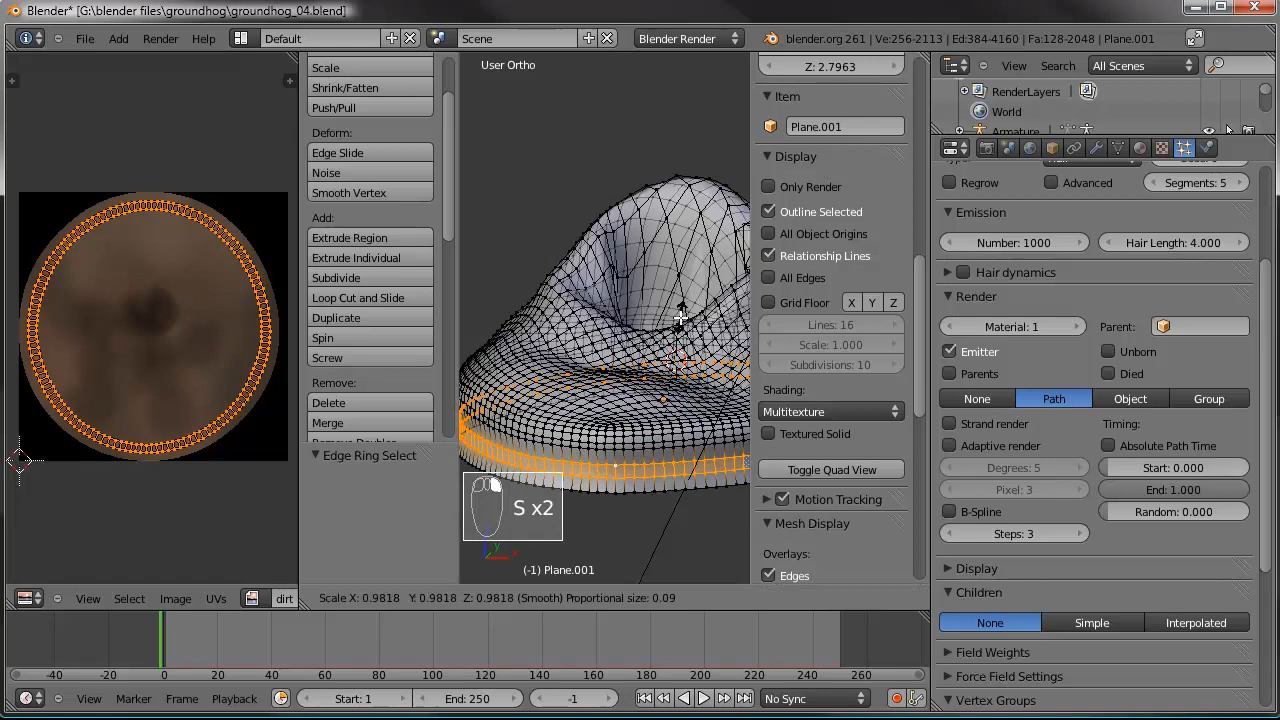 Blender* [G:\blender files\groundhog\groundhog_04.blend]
File Add Render Help Default Scene Blender Render blender.org 261 | Ve:256-2113 | Ed:384-4160 | Fa:128-2048 | Plane.001
Scale
Shrink/Fatten
Push/Pull
Deform:
Edge Slide
Noise
Smooth Vertex
Add:
Extrude Region
Extrude Individual
Subdivide
Loop Cut and Slide
Duplicate
Spin
Screw
Remove:
Delete
Merge
Edge Ring Select
User Ortho
S x2
(-1) Plane.001
Z: 2.7963
Item
Plane.001
Display
Only Render
Outline Selected
All Object Origins
Relationship Lines
All Edges
Grid Floor X Y Z
Lines: 16
Scale: 1.000
Subdivisions: 10
Shading:
Multitexture
Textured Solid
Toggle Quad View
Motion Tracking
Mesh Display
Overlays:
Edges
View Search All Scenes
RenderLayers
World
Armature
Regrow Advanced Segments: 5
Emission
Number: 1000 Hair Length: 4.000
Hair dynamics
Render
Material: 1 Parent:
Emitter Unborn
Parents Died
None Path Object Group
Strand render Timing:
Adaptive render Absolute Path Time
Degrees: 5 Start: 0.000
Pixel: 3 End: 1.000
B-Spline Random: 0.000
Steps: 3
Display
Children
None Simple Interpolated
Field Weights
Force Field Settings
Vertex Groups
View Select Image UVs dirt
Scale X: 0.9818 Y: 0.9818 Z: 0.9818 (Smooth) Proportional size: 0.09
-40 -20 0 20 40 60 80 100 120 140 160 180 200 220 240 260
View Marker Frame Playback Start: 1 End: 250 -1 No Sync